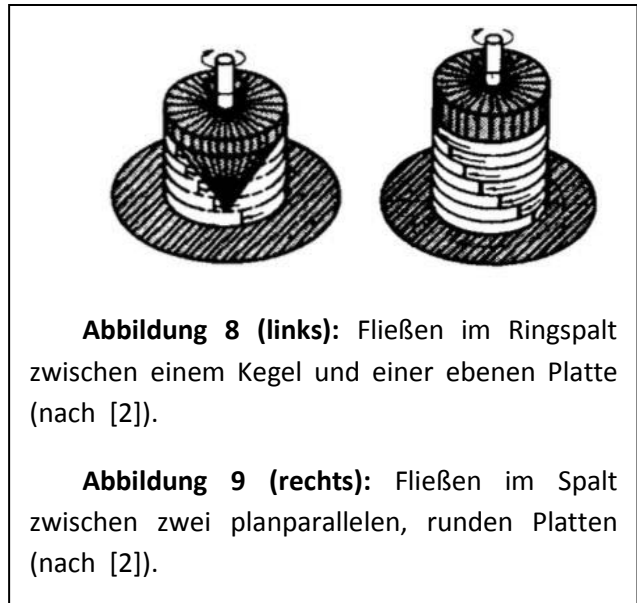 Abbildung 8 (links): Fließen im Ringspalt
zwischen einem Kegel und einer ebenen Platte
(nach [2]).
Abbildung 9 (rechts): Fließen im Spalt
zwischen zwei planparallelen, runden Platten
(nach [2]).